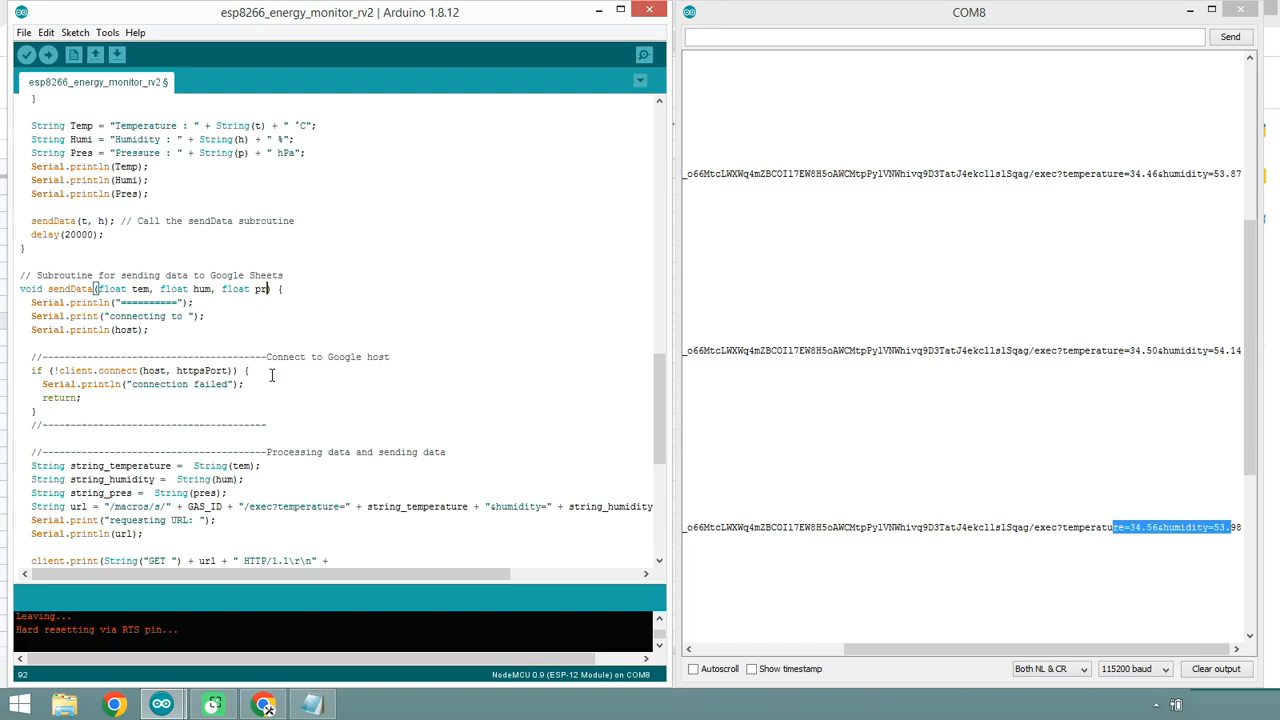 esp8266_energy_monitor_rv2 | Arduino 1.8.12
File Edit Sketch Tools Help
esp8266_energy_monitor_rv2 §
}
String Temp = "Temperature : " + String(t) + " °C";
String Humi = "Humidity : " + String(h) + " %";
String Pres = "Pressure : " + String(p) + " hPa";
Serial.println(Temp);
Serial.println(Humi);
Serial.println(Pres);
sendData(t, h); // Call the sendData subroutine
delay(20000);
}
// Subroutine for sending data to Google Sheets
void sendData(float tem, float hum, float pr) {
Serial.println("==========");
Serial.print("connecting to ");
Serial.println(host);
//----------------------------------------Connect to Google host
if (!client.connect(host, httpsPort)) {
Serial.println("connection failed");
return;
}
//----------------------------------------
//----------------------------------------Processing data and sending data
String string_temperature =  String(tem);
String string_humidity =  String(hum);
String string_pres =  String(pres);
String url = "/macros/s/" + GAS_ID + "/exec?temperature=" + string_temperature + "&humidity=" + string_humidity
Serial.print("requesting URL: ");
Serial.println(url);
client.print(String("GET ") + url + " HTTP/1.1\r\n" +
Leaving...
Hard resetting via RTS pin...
92 NodeMCU 0.9 (ESP-12 Module) on COM8
COM8
Send
_o66MtcLWXWq4mZBCOIl7EW8H5oAWCMtpPylVNWhivq9D3TatJ4ekcllslSqag/exec?temperature=34.46&humidity=53.87
_o66MtcLWXWq4mZBCOIl7EW8H5oAWCMtpPylVNWhivq9D3TatJ4ekcllslSqag/exec?temperature=34.50&humidity=54.14
_o66MtcLWXWq4mZBCOIl7EW8H5oAWCMtpPylVNWhivq9D3TatJ4ekcllslSqag/exec?temperature=34.56&humidity=53.98
Autoscroll Show timestamp Both NL & CR 115200 baud Clear output